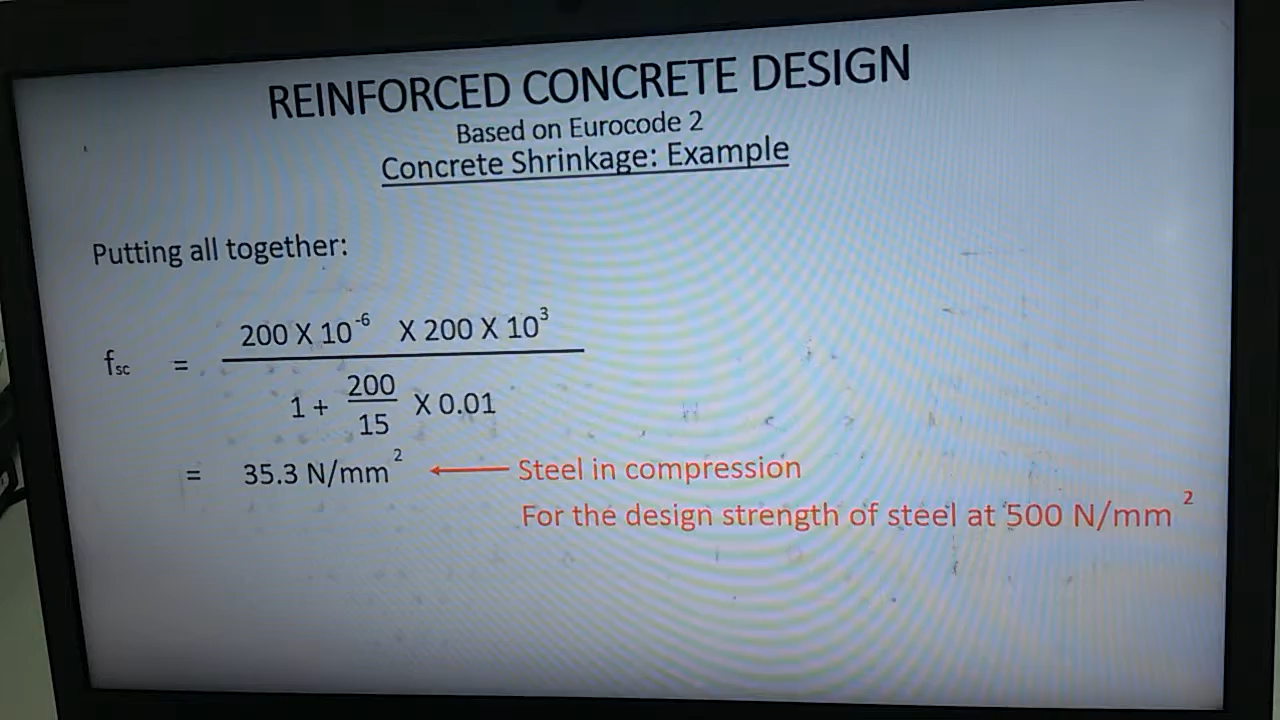 REINFORCED CONCRETE DESIGN
Based on Eurocode 2
Concrete Shrinkage: Example
Putting all together:
200 X 10⁻⁶ X 200 X 10³
fsc =
1 + 200/15 X 0.01
= 35.3 N/mm² ← Steel in compression
For the design strength of steel at 500 N/mm²